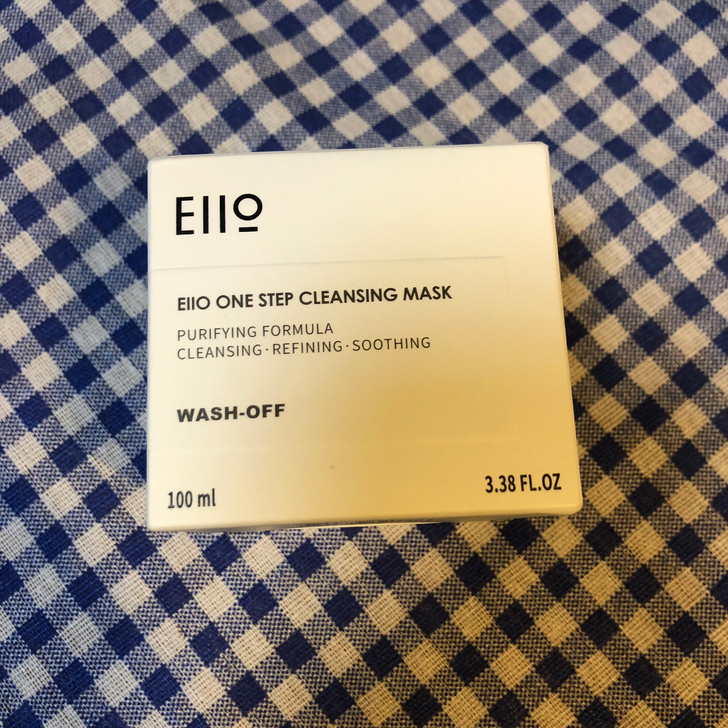 EIIO
EIIO ONE STEP CLEANSING MASK
PURIFYING FORMULA
CLEANSING·REFINING·SOOTHING
WASH-OFF
100 ml
3.38 FL.OZ